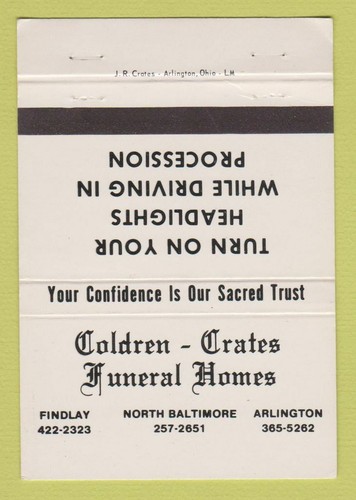 J. R. Crates - Arlington, Ohio - LM
TURN ON YOUR
HEADLIGHTS
WHILE DRIVING IN
PROCESSION
Your Confidence Is Our Sacred Trust
Coldren - Crates
Funeral Homes
FINDLAY NORTH BALTIMORE ARLINGTON
422-2323 257-2651 365-5262